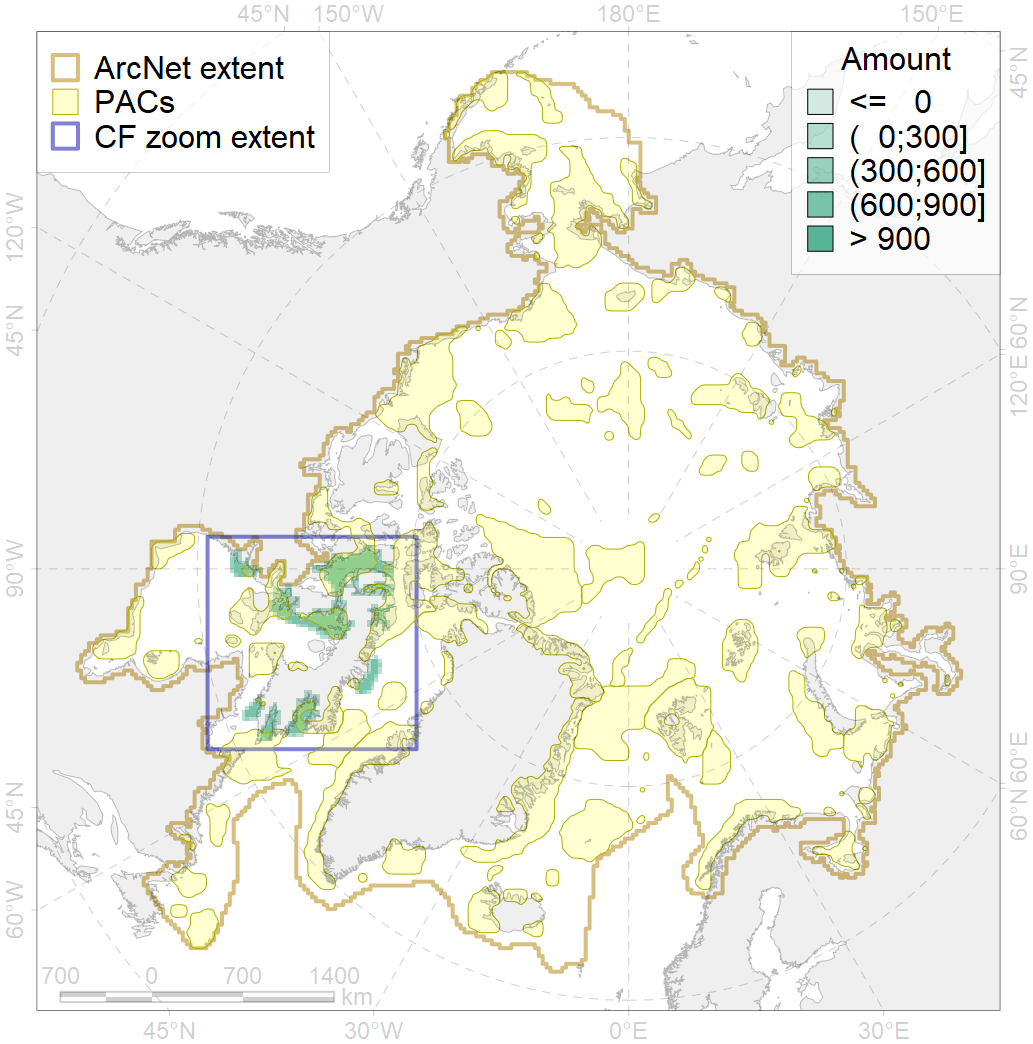 45°N 150°W 180°E 150°E
ArcNet extent
PACs
CF zoom extent
Amount
<= 0
( 0;300]
(300;600]
(600;900]
> 900
45°N
120°W
60°N
45°N
120°E
90°W
90°E
60°E
45°N
60°N
60°W
700 0 700 1400
km
45°N 30°W 0°E 30°E